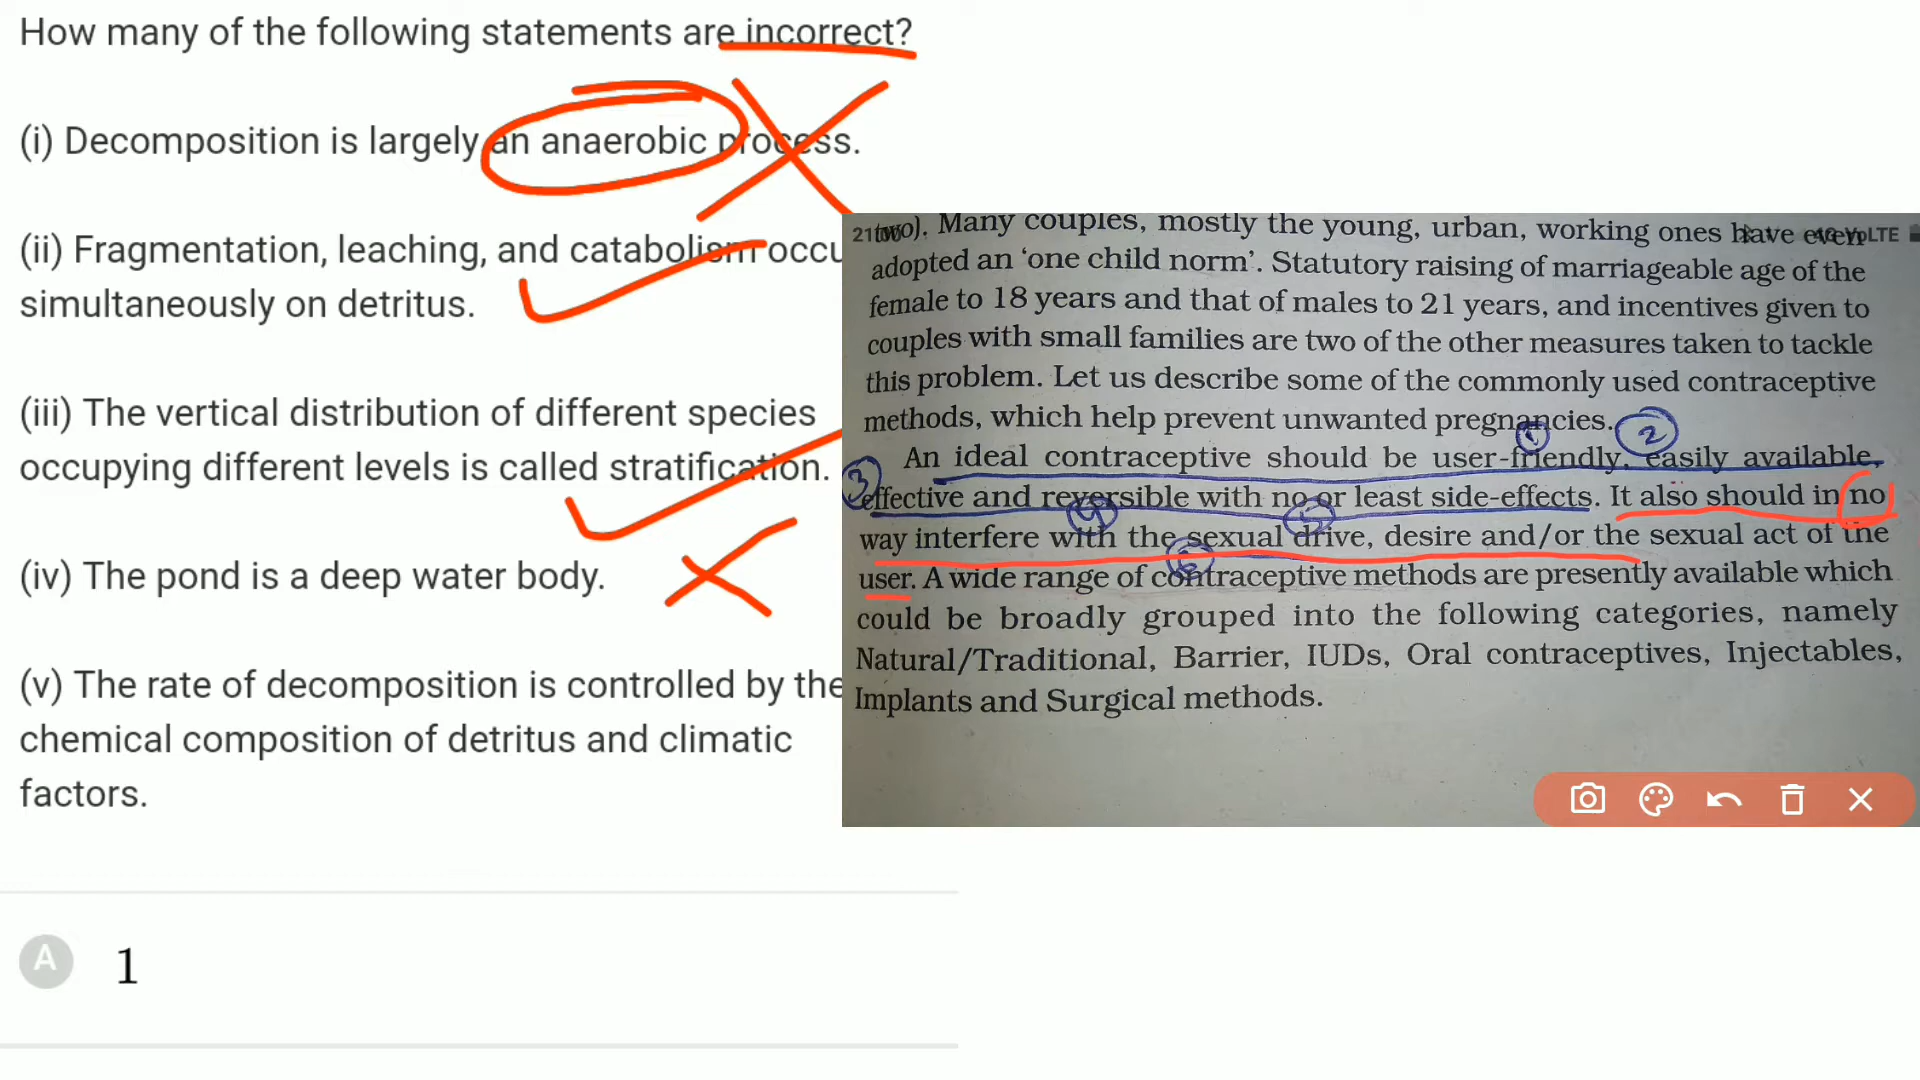 How many of the following statements are incorrect?
(i) Decomposition is largely an anaerobic process.
(ii) Fragmentation, leaching, and catabolism occu
simultaneously on detritus.
(iii) The vertical distribution of different species
occupying different levels is called stratification.
(iv) The pond is a deep water body.
(v) The rate of decomposition is controlled by the
chemical composition of detritus and climatic
factors.
A 1
two). Many couples, mostly the young, urban, working ones have even
adopted an ‘one child norm’. Statutory raising of marriageable age of the
female to 18 years and that of males to 21 years, and incentives given to
couples with small families are two of the other measures taken to tackle
this problem. Let us describe some of the commonly used contraceptive
methods, which help prevent unwanted pregnancies.
1 2
An ideal contraceptive should be user-friendly, easily available,
3
effective and reversible with no or least side-effects. It also should in no
4 5
way interfere with the sexual drive, desire and/or the sexual act of the
6
user. A wide range of contraceptive methods are presently available which
could be broadly grouped into the following categories, namely
Natural/Traditional, Barrier, IUDs, Oral contraceptives, Injectables,
Implants and Surgical methods.